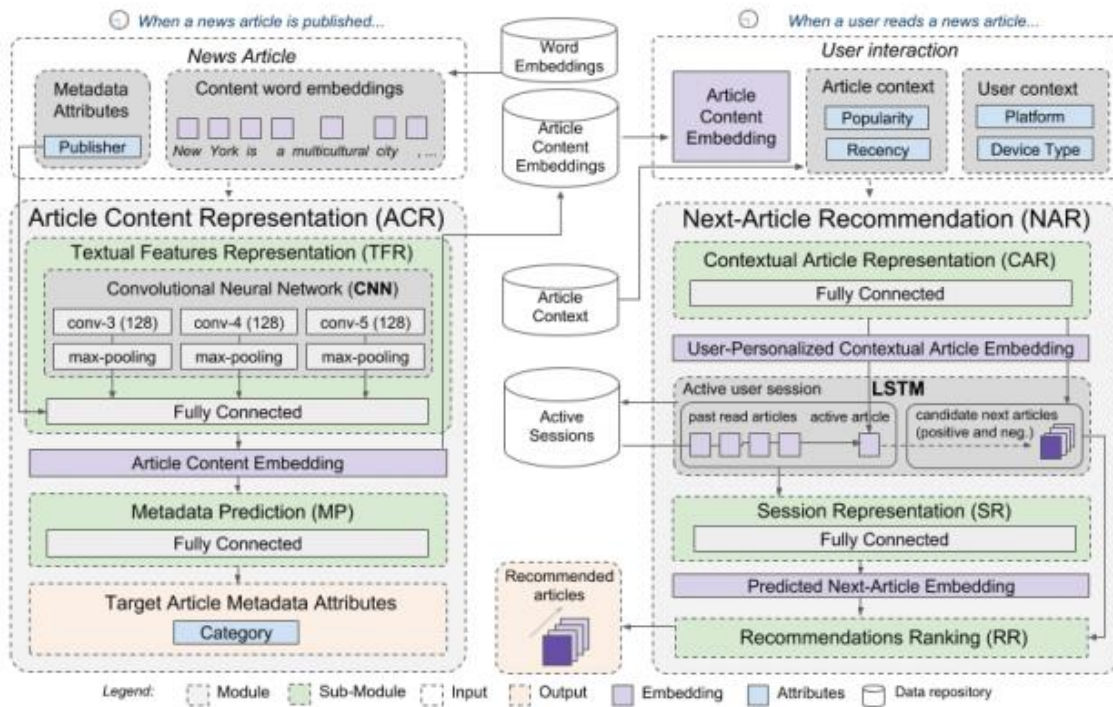 When a news article is published...
News Article
Metadata
Attributes
Publisher
Content word embeddings
New York is a multicultural city , ...
Article Content Representation (ACR)
Textual Features Representation (TFR)
Convolutional Neural Network (CNN)
conv-3 (128) conv-4 (128) conv-5 (128)
max-pooling max-pooling max-pooling
Fully Connected
Article Content Embedding
Metadata Prediction (MP)
Fully Connected
Target Article Metadata Attributes
Category
Word
Embeddings
Article
Content
Embeddings
Article
Context
Active
Sessions
Recommended
articles
When a user reads a news article...
User interaction
Article
Content
Embedding
Article context
Popularity
Recency
User context
Platform
Device Type
Next-Article Recommendation (NAR)
Contextual Article Representation (CAR)
Fully Connected
User-Personalized Contextual Article Embedding
Active user session LSTM
past read articles active article
candidate next articles
(positive and neg.)
Session Representation (SR)
Fully Connected
Predicted Next-Article Embedding
Recommendations Ranking (RR)
Legend: Module Sub-Module Input Output Embedding Attributes Data repository